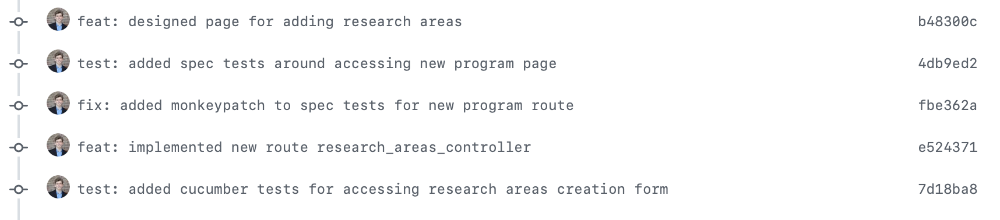 feat: designed page for adding research areas b48300c
test: added spec tests around accessing new program page 4db9ed2
fix: added monkeypatch to spec tests for new program route fbe362a
feat: implemented new route research_areas_controller e524371
test: added cucumber tests for accessing research areas creation form 7d18ba8